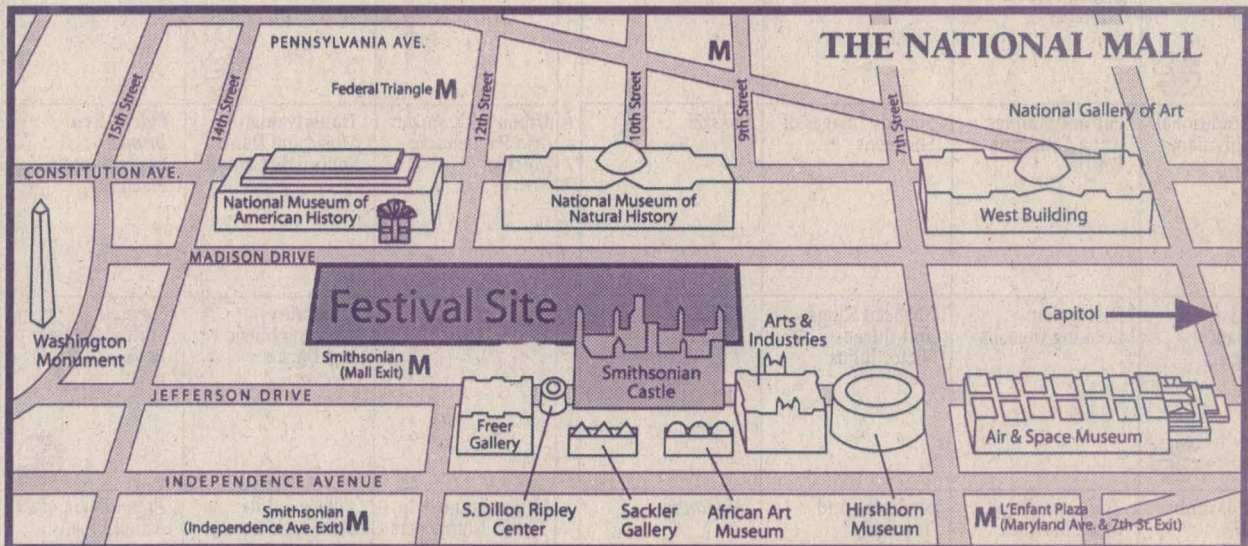 THE NATIONAL MALL
PENNSYLVANIA AVE.
M
15th Street
14th Street
Federal Triangle M
12th Street
10th Street
9th Street
7th Street
National Gallery of Art
CONSTITUTION AVE.
National Museum of
American History
National Museum of
Natural History
West Building
MADISON DRIVE
Festival Site
Washington
Monument
Smithsonian
(Mall Exit) M
Smithsonian
Castle
Arts &
Industries
Capitol
JEFFERSON DRIVE
Freer
Gallery
Air & Space Museum
INDEPENDENCE AVENUE
Smithsonian
(Independence Ave. Exit) M
S. Dillon Ripley
Center
Sackler
Gallery
African Art
Museum
Hirshhorn
Museum
M L'Enfant Plaza
(Maryland Ave. & 7th St. Exit)